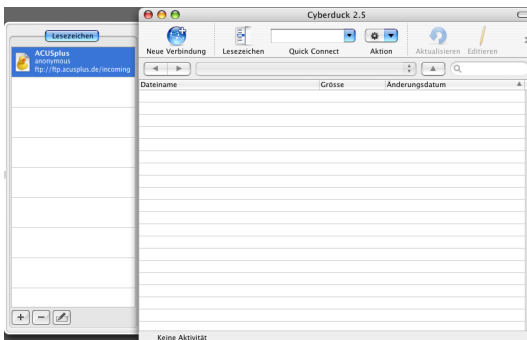 Lesezeichen
ACUSplus
anonymous
ftp://ftp.acusplus.de/incoming
Cyberduck 2.5
Neue Verbindung
Lesezeichen
Quick Connect
Aktion
Aktualisieren
Editieren
Dateiname
Grösse
Änderungsdatum
Keine Aktivität